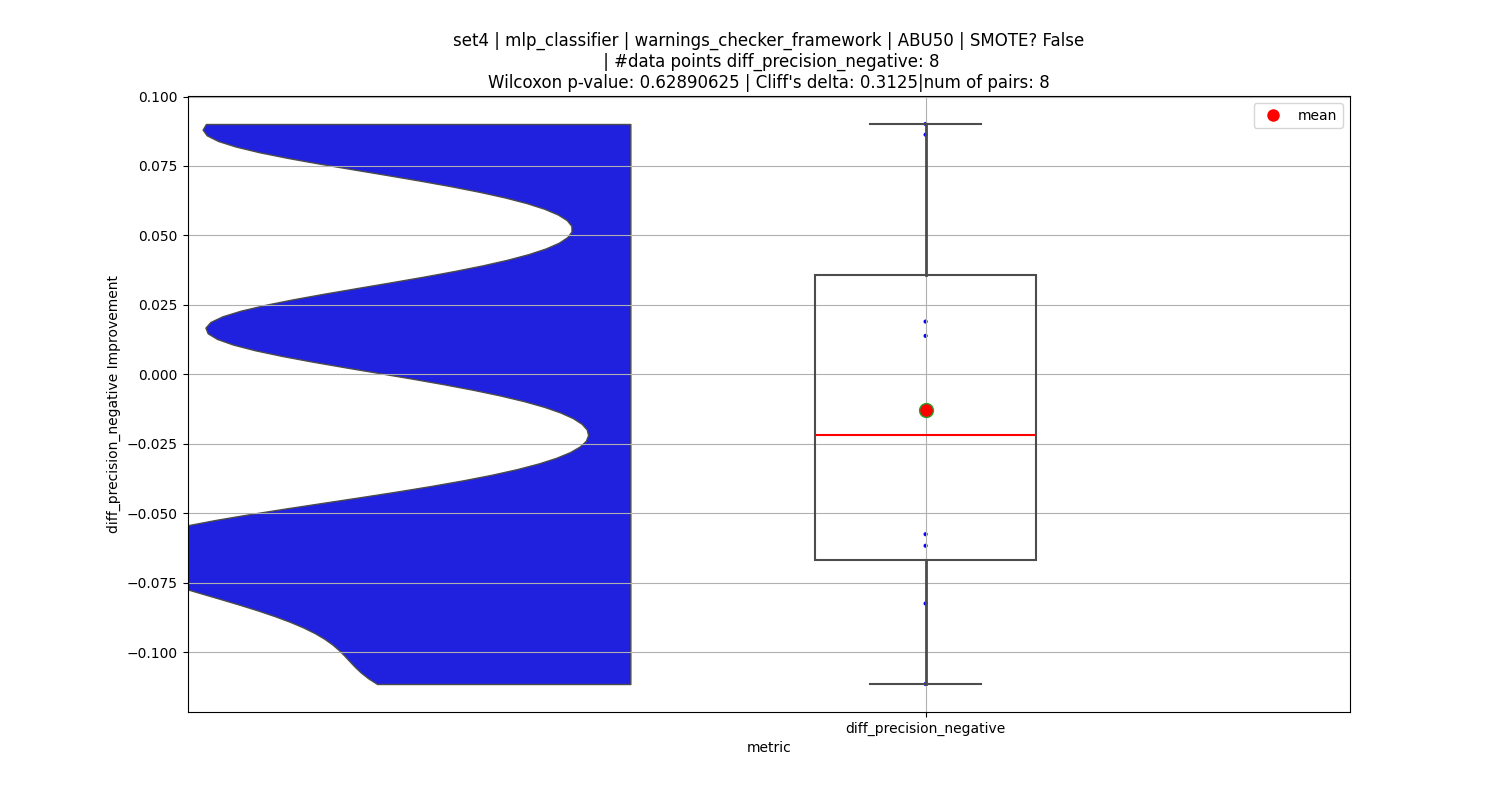 set4 | mlp_classifier | warnings_checker_framework | ABU50 | SMOTE? False
| #data points diff_precision_negative: 8
Wilcoxon p-value: 0.62890625 | Cliff's delta: 0.3125|num of pairs: 8
mean
0.100
0.075
0.050
0.025
0.000
−0.025
−0.050
−0.075
−0.100
diff_precision_negative Improvement
diff_precision_negative
metric